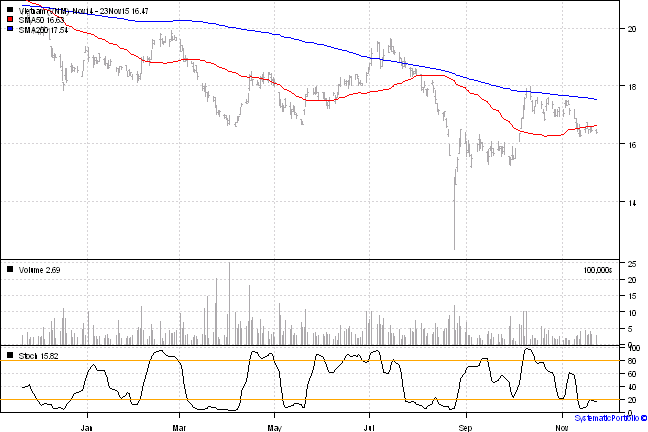 Vietnam (VNM) Nov14 - 23Nov15 16.47
SMA50 16.63
SMA200 17.54
20
18
16
14
Volume 2.69
100,000s
25
20
15
10
5
0
Stoch 15.82
100
80
60
40
20
0
Jan Mar May Jul Sep Nov
SystematicPortfolio ©